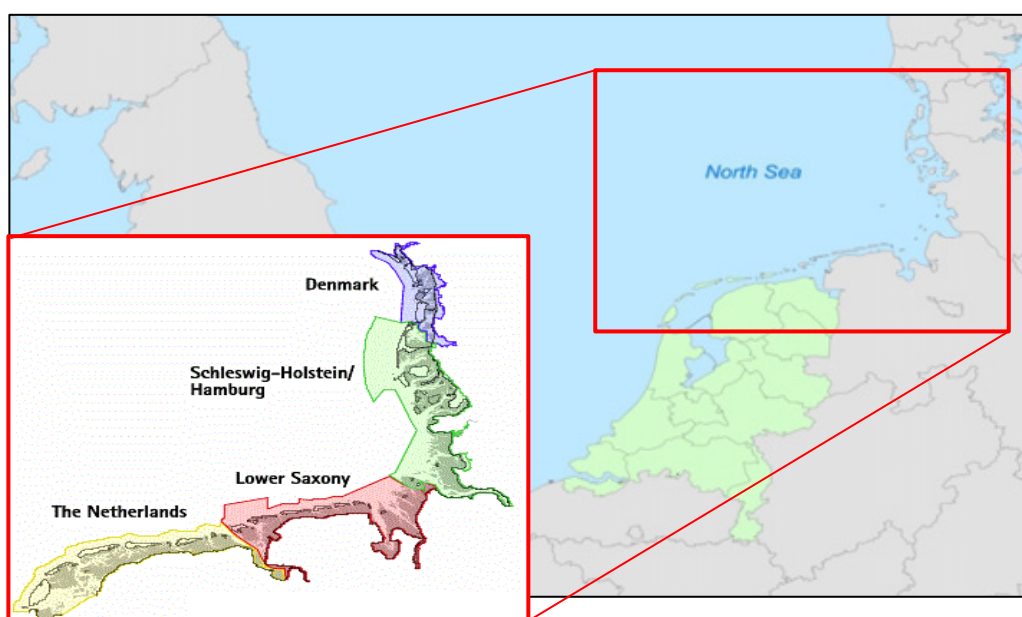 North Sea
Denmark
Schleswig-Holstein/
Hamburg
Lower Saxony
The Netherlands